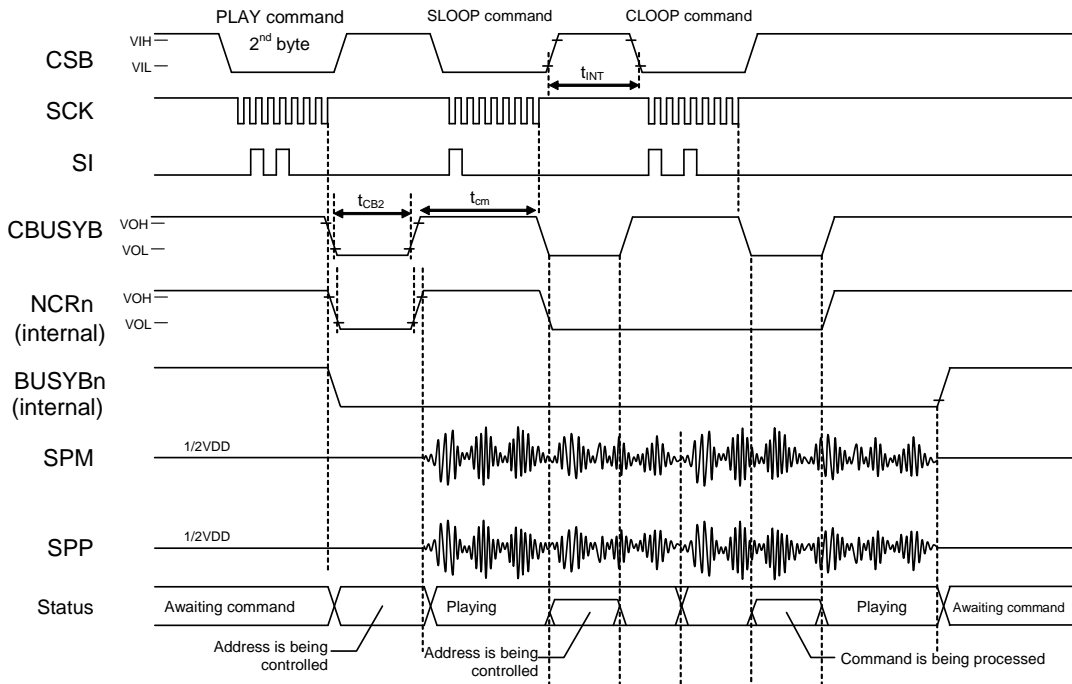 PLAY command
2nd byte
SLOOP command
CLOOP command
CSB
VIH
VIL
tINT
SCK
SI
tCB2
tcm
CBUSYB
VOH
VOL
NCRn
(internal)
VOH
VOL
BUSYBn
(internal)
SPM
1/2VDD
SPP
1/2VDD
Status
Awaiting command
Playing
Playing
Awaiting command
Address is being
controlled
Address is being
controlled
Command is being processed